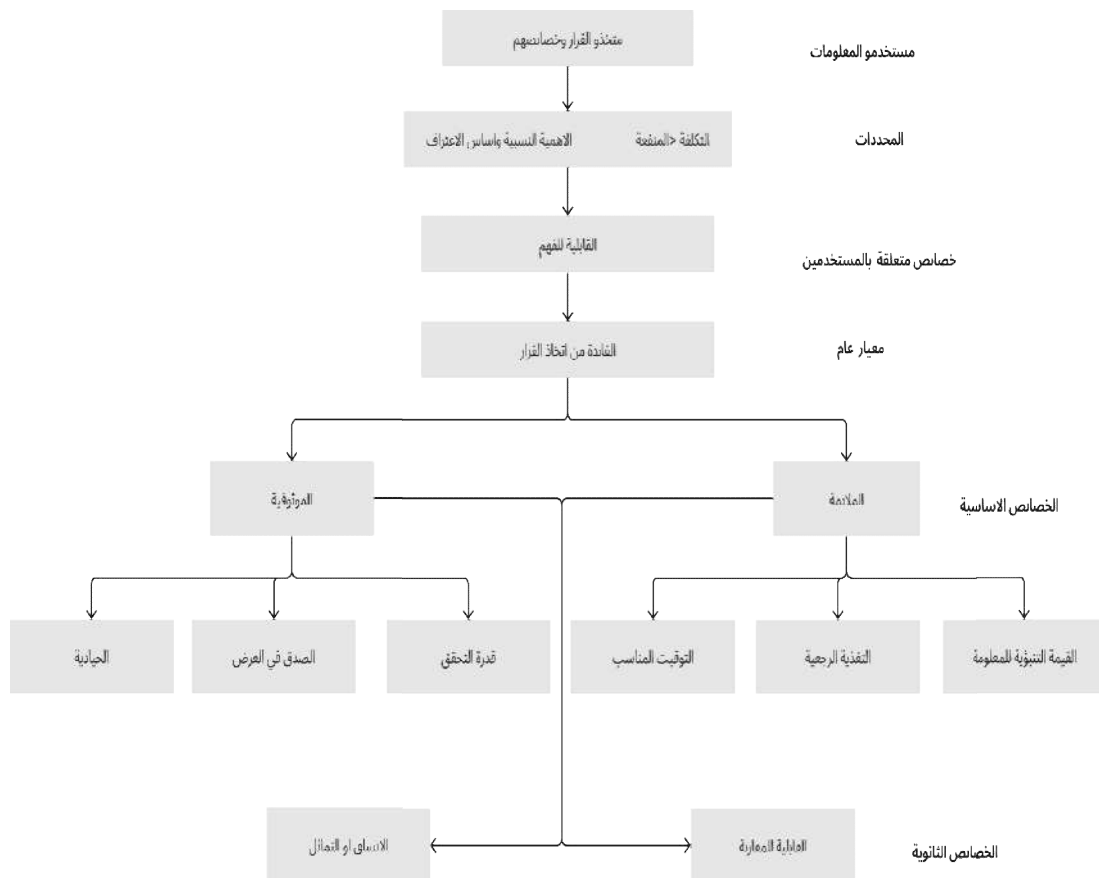 متخذو القرار وخصائصهم
مستخدمو المعلومات
التكلفة <المنفعة
الاهمية النسبية واساس الاعتراف
المحددات
القابلية للفهم
خصائص متعلقة بالمستخدمين
الفائدة من اتخاذ القرار
معيار عام
الملائمة
الموثوقية
الخصائص الاساسية
القيمة التنبؤية للمعلومة
التغذية الرجعية
التوقيت المناسب
قدرة التحقق
الصدق في العرض
الحيادية
القابلية للمقارنة
الاتساق او التماثل
الخصائص الثانوية